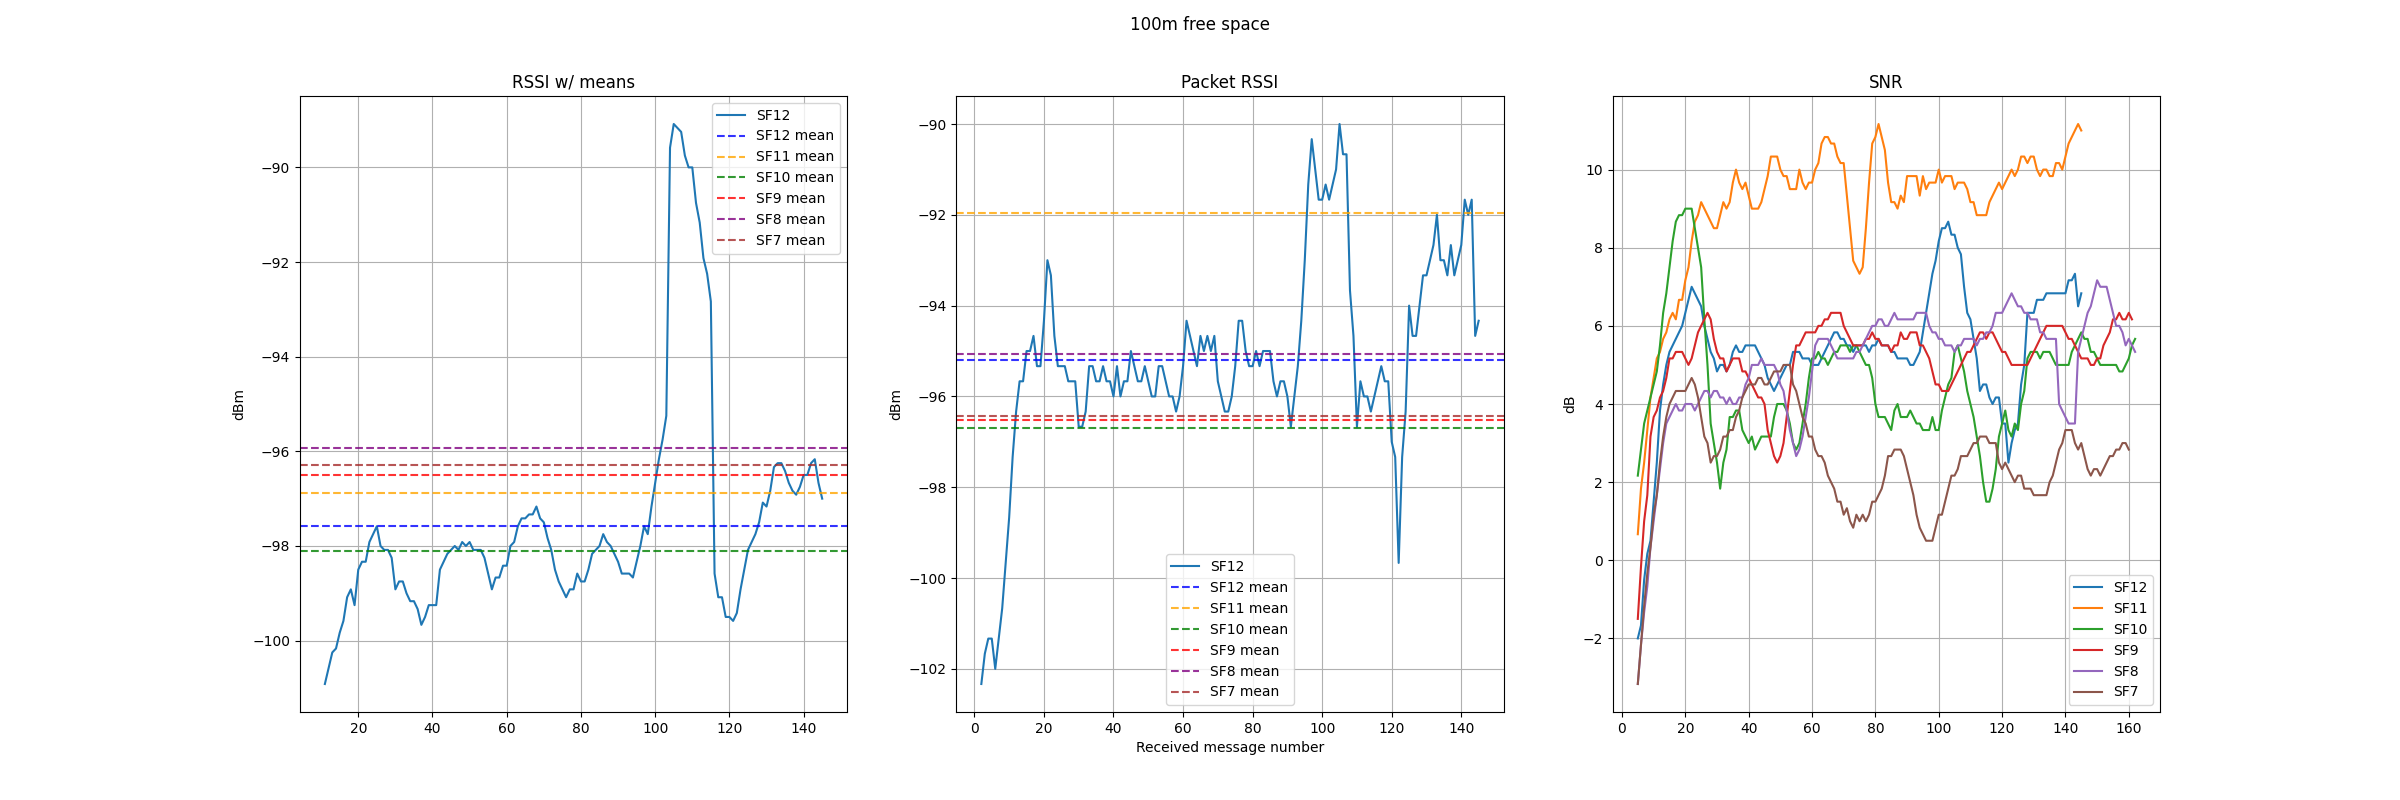 100m free space
RSSI w/ means
dBm
−90
−92
−94
−96
−98
−100
20 40 60 80 100 120 140
SF12
SF12 mean
SF11 mean
SF10 mean
SF9 mean
SF8 mean
SF7 mean
Packet RSSI
dBm
−90
−92
−94
−96
−98
−100
−102
0 20 40 60 80 100 120 140
Received message number
SF12
SF12 mean
SF11 mean
SF10 mean
SF9 mean
SF8 mean
SF7 mean
SNR
dB
10
8
6
4
2
0
−2
0 20 40 60 80 100 120 140 160
SF12
SF11
SF10
SF9
SF8
SF7